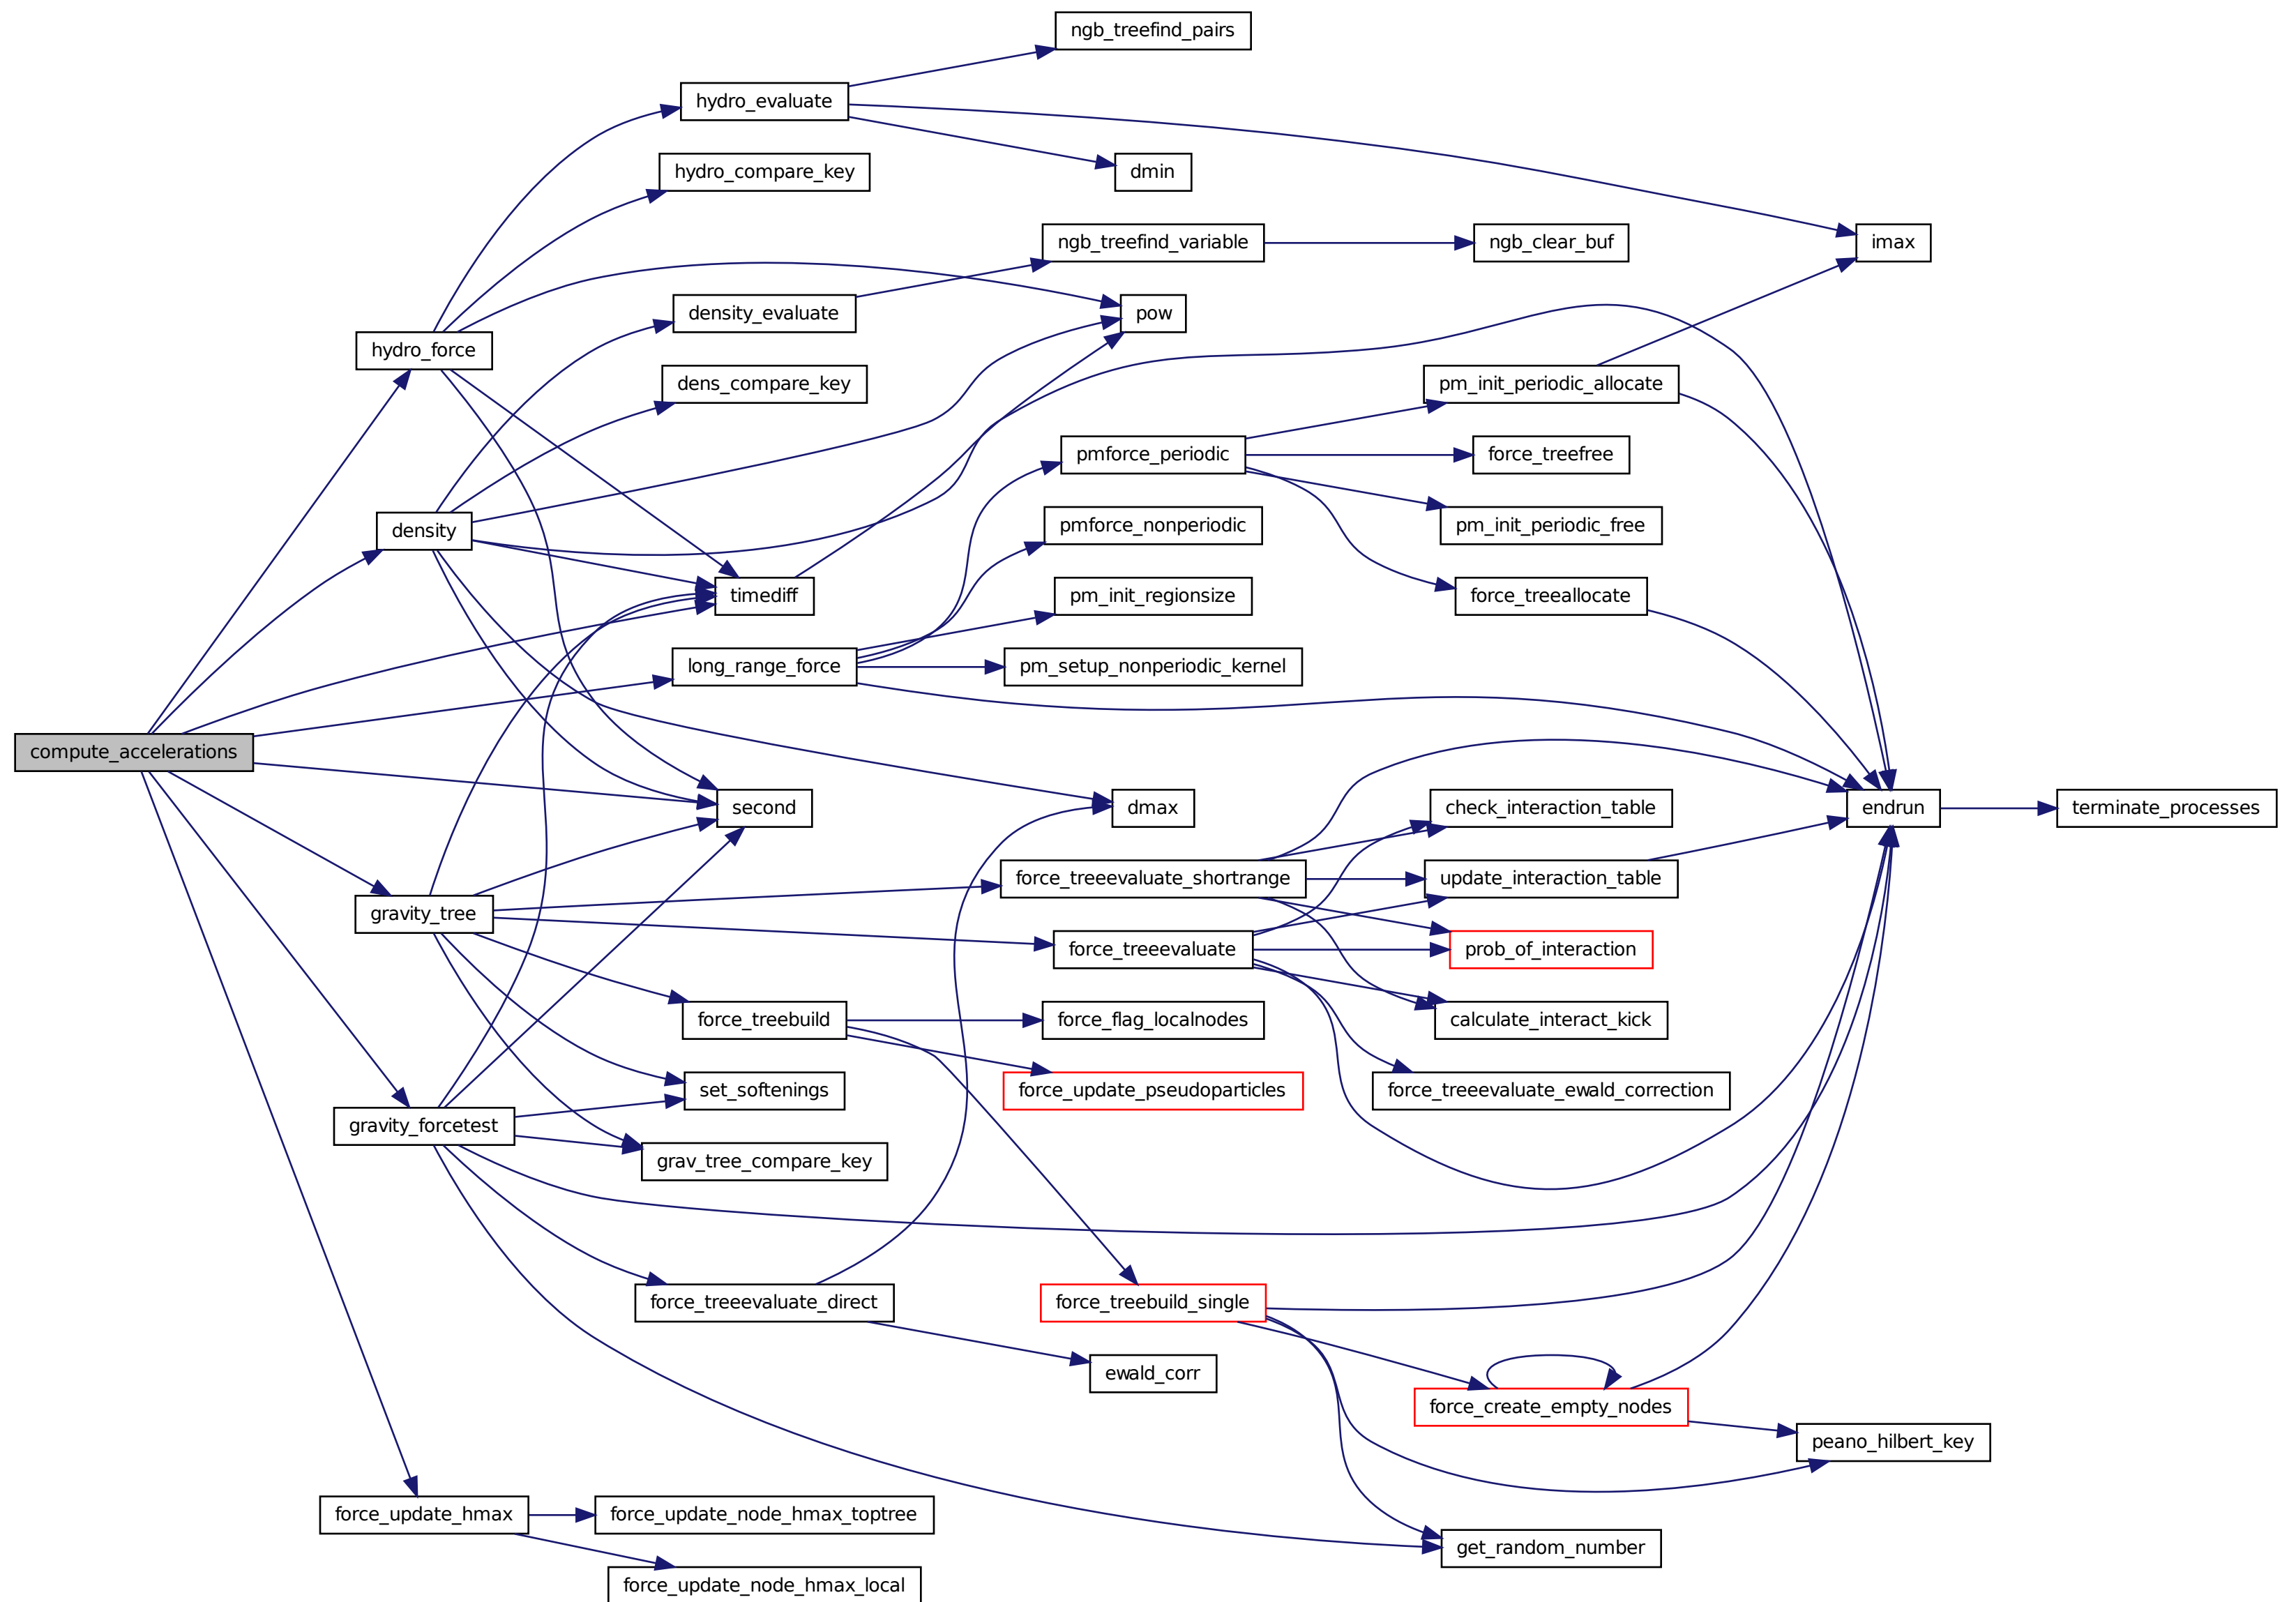 ngb_treefind_pairs
hydro_evaluate
hydro_compare_key
dmin
ngb_treefind_variable
ngb_clear_buf
imax
density_evaluate
pow
hydro_force
dens_compare_key
pm_init_periodic_allocate
pmforce_periodic
force_treefree
density
pmforce_nonperiodic
pm_init_periodic_free
timediff
pm_init_regionsize
force_treeallocate
long_range_force
pm_setup_nonperiodic_kernel
compute_accelerations
second
dmax
check_interaction_table
endrun
terminate_processes
force_treeevaluate_shortrange
update_interaction_table
gravity_tree
force_treeevaluate
prob_of_interaction
force_treebuild
force_flag_localnodes
calculate_interact_kick
set_softenings
force_update_pseudoparticles
force_treeevaluate_ewald_correction
gravity_forcetest
grav_tree_compare_key
force_treeevaluate_direct
force_treebuild_single
ewald_corr
force_create_empty_nodes
peano_hilbert_key
force_update_hmax
force_update_node_hmax_toptree
get_random_number
force_update_node_hmax_local